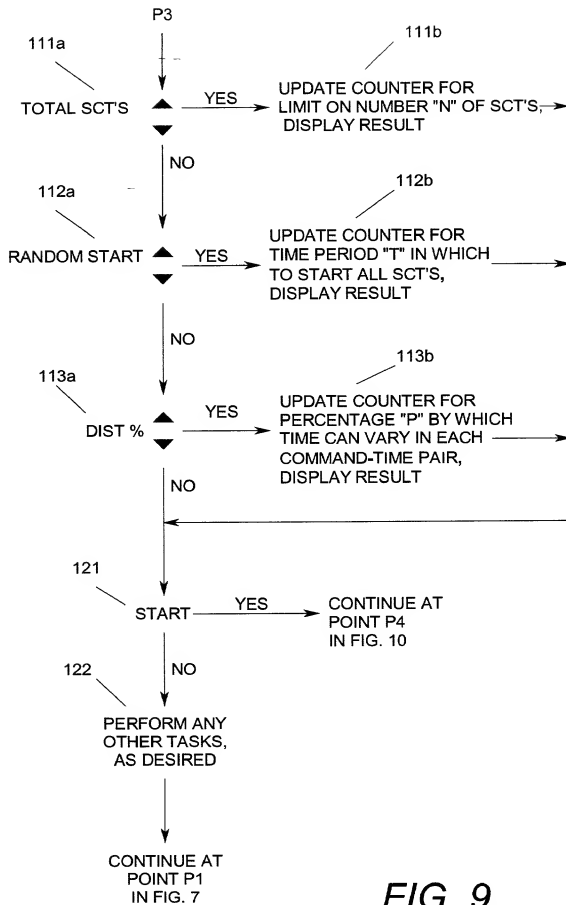 P3
111a
111b
TOTAL SCT'S
YES
UPDATE COUNTER FOR
LIMIT ON NUMBER "N" OF SCT'S,
DISPLAY RESULT
NO
112a
112b
RANDOM START
YES
UPDATE COUNTER FOR
TIME PERIOD "T" IN WHICH
TO START ALL SCT'S,
DISPLAY RESULT
NO
113a
113b
DIST %
YES
UPDATE COUNTER FOR
PERCENTAGE "P" BY WHICH
TIME CAN VARY IN EACH
COMMAND-TIME PAIR,
DISPLAY RESULT
NO
121
START
YES
CONTINUE AT
POINT P4
IN FIG. 10
NO
122
PERFORM ANY
OTHER TASKS,
AS DESIRED
CONTINUE AT
POINT P1
IN FIG. 7
FIG. 9